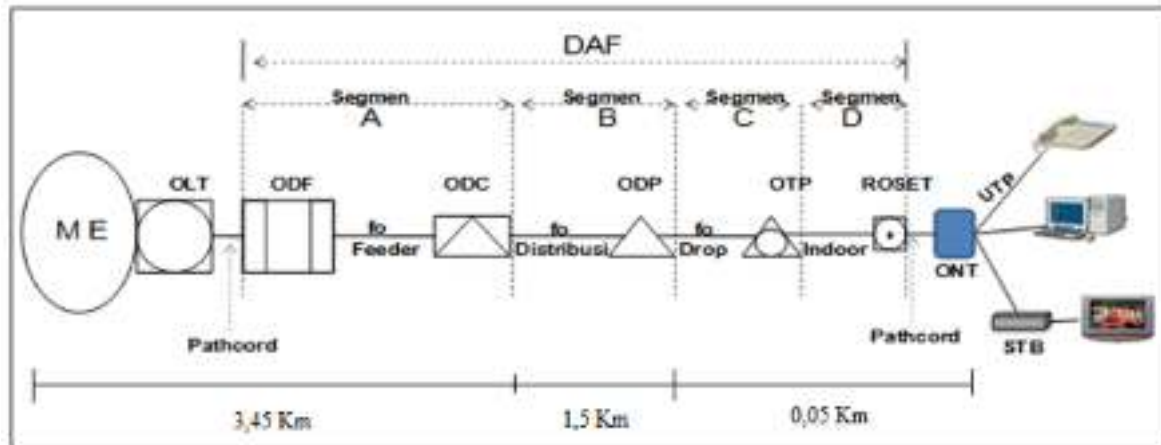 DAF
Segmen A
Segmen B
Segmen C
Segmen D
ME
OLT
ODF
ODC
ODP
OTP
ROSET
UTP
fo Feeder
fo Distribusi
fo Drop
Indoor
ONT
Pathcord
Pathcord
STB
3,45 Km
1,5 Km
0,05 Km